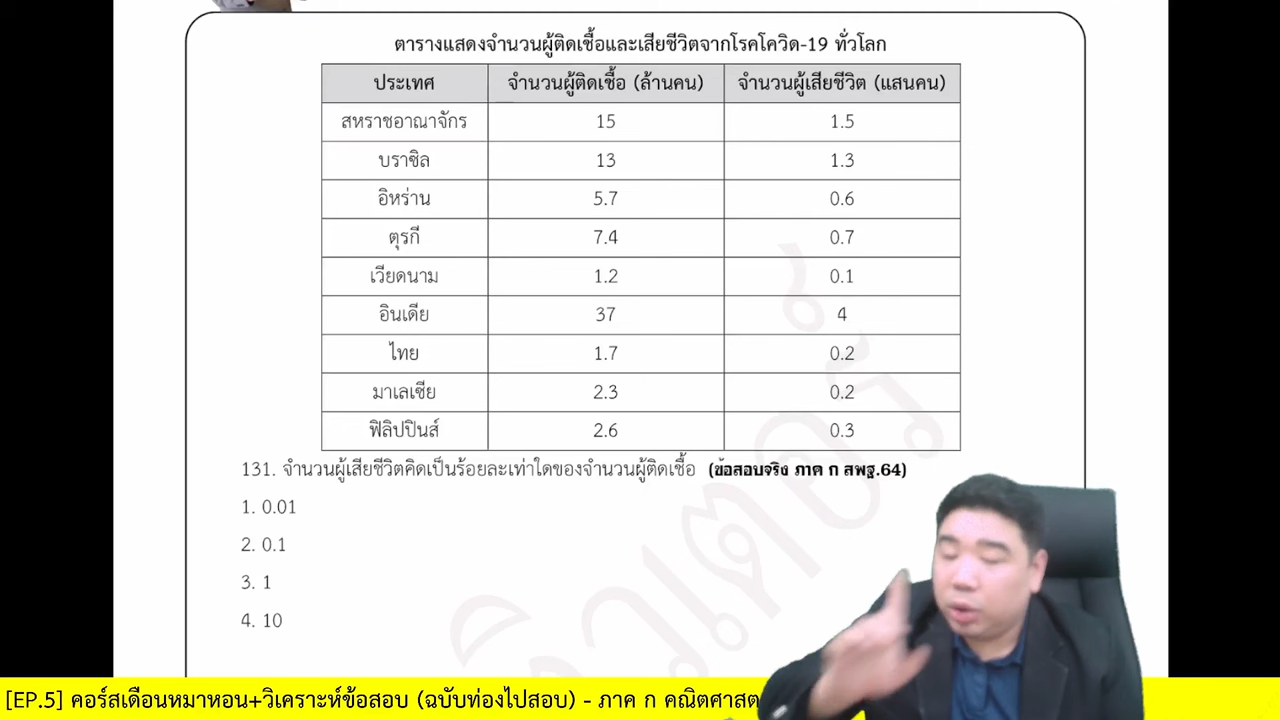 ตารางแสดงจำนวนผู้ติดเชื้อและเสียชีวิตจากโรคโควิด-19 ทั่วโลก
ประเทศ จำนวนผู้ติดเชื้อ (ล้านคน) จำนวนผู้เสียชีวิต (แสนคน)
สหราชอาณาจักร 15 1.5
บราซิล 13 1.3
อิหร่าน 5.7 0.6
ตุรกี 7.4 0.7
เวียดนาม 1.2 0.1
อินเดีย 37 4
ไทย 1.7 0.2
มาเลเซีย 2.3 0.2
ฟิลิปปินส์ 2.6 0.3
131. จำนวนผู้เสียชีวิตคิดเป็นร้อยละเท่าใดของจำนวนผู้ติดเชื้อ (ข้อสอบจริง ภาค ก สพฐ.64)
1. 0.01
2. 0.1
3. 1
4. 10
[EP.5] คอร์สเดือนหมาหอน+วิเคราะห์ข้อสอบ (ฉบับท่องไปสอบ) - ภาค ก คณิตศาสต